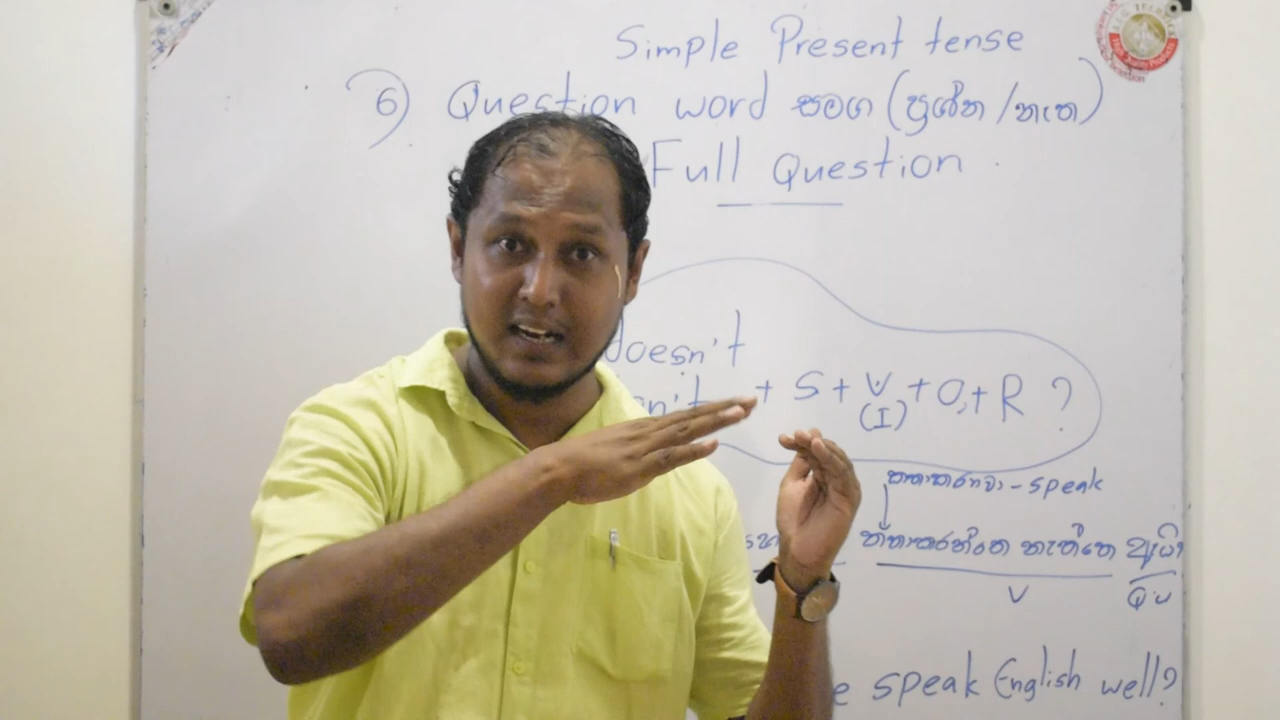 Simple Present tense
6) Question word සමග (ප්‍රශ්න / නැත)
Full Question
doesn't
n't + S + V + O + R ?
(I)
කතාකරනවා - speak
කතාකරන්නෙ නැත්තෙ ඇයි
V
speak English well?